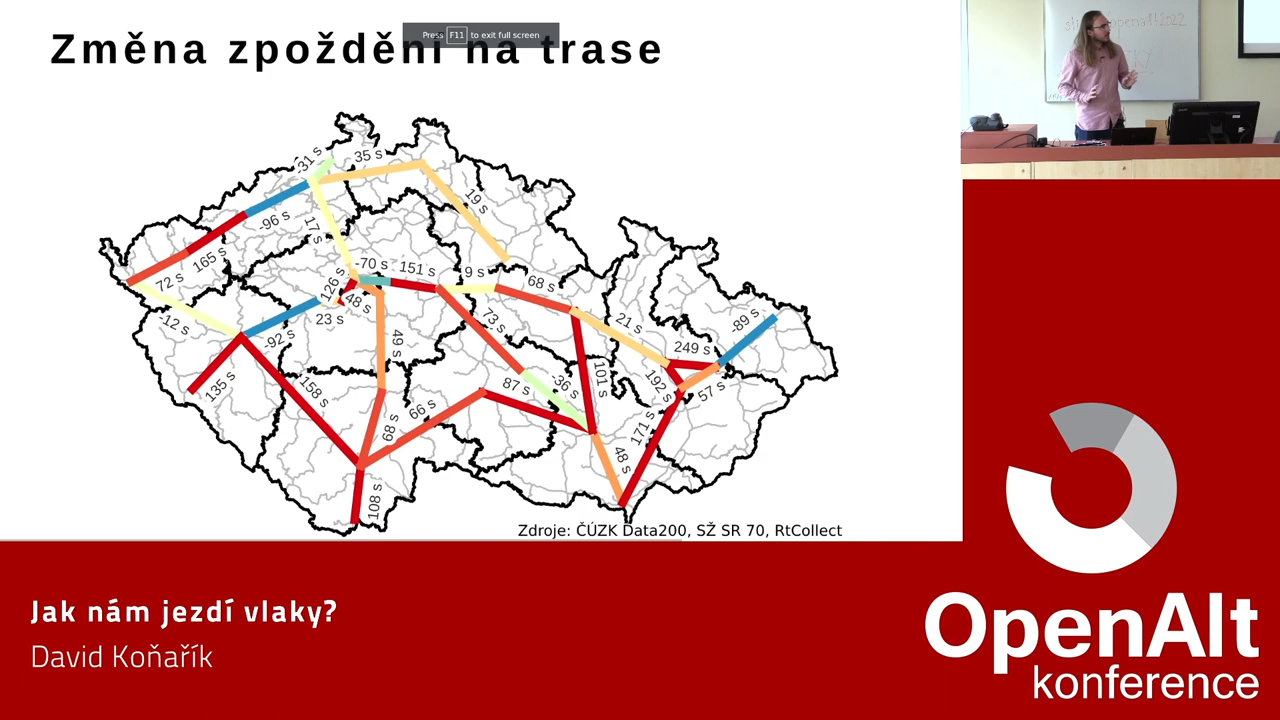 Změna zpoždění na trase
Press F11 to exit full screen
-31 s
35 s
19 s
-96 s
17 s
165 s
72 s
-12 s
-92 s
126 s
48 s
23 s
-70 s
151 s
9 s
68 s
73 s
49 s
21 s
249 s
-89 s
192 s
57 s
101 s
-36 s
87 s
66 s
68 s
158 s
135 s
108 s
171 s
48 s
Zdroje: ČÚZK Data200, SŽ SR 70, RtCollect
Jak nám jezdí vlaky?
David Koňařík
OpenAlt
konference